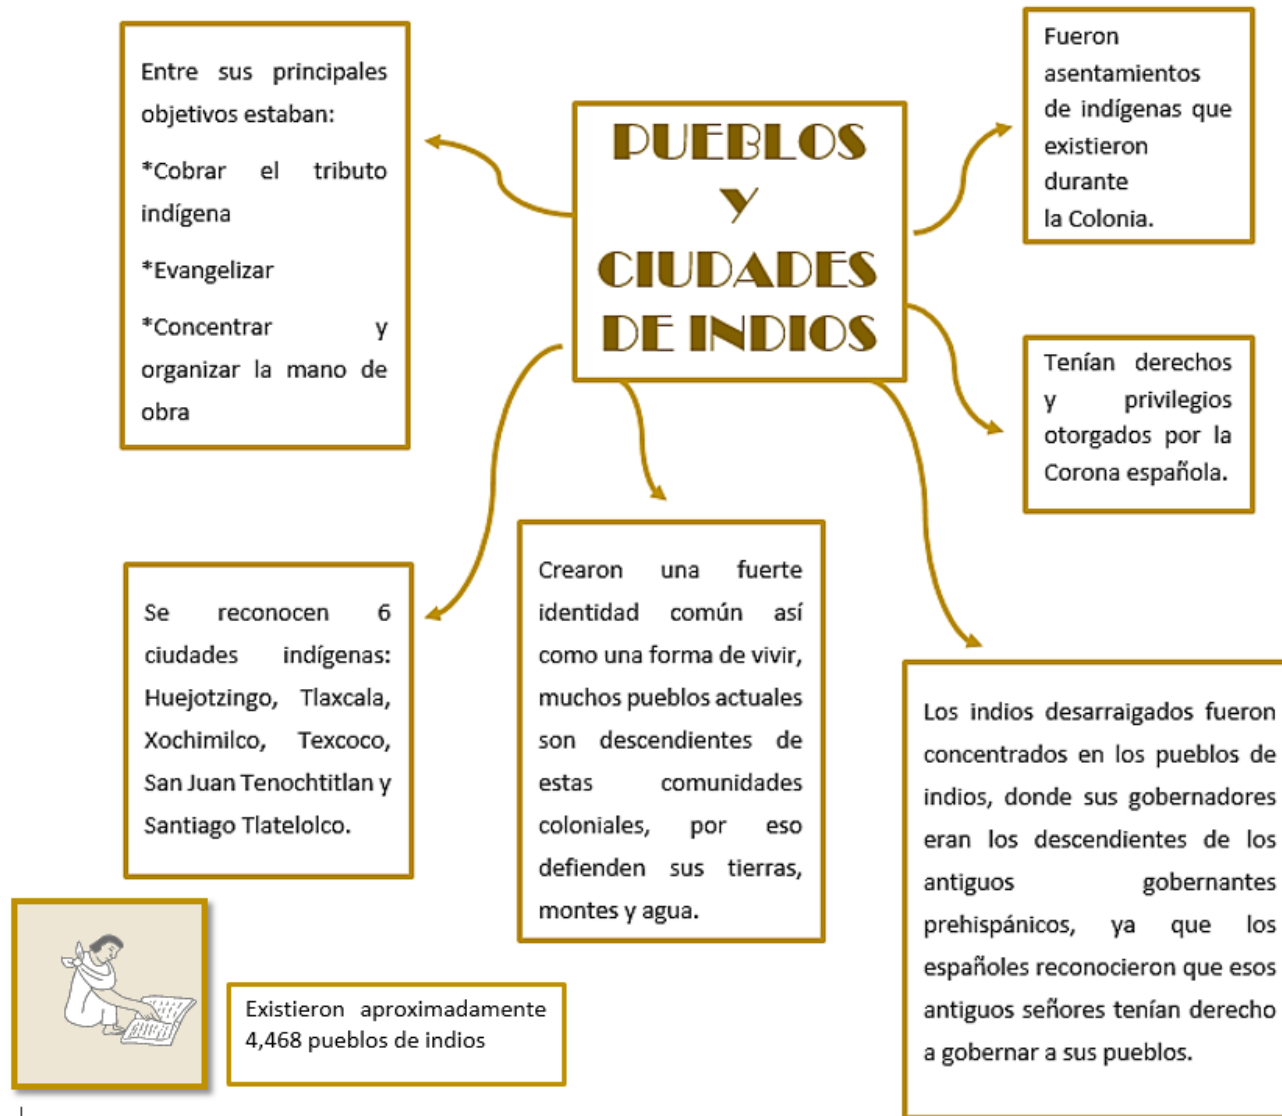 PUEBLOS
Y
CIUDADES
DE INDIOS
Entre sus principales
objetivos estaban:
*Cobrar el tributo
indígena
*Evangelizar
*Concentrar y
organizar la mano de
obra
Fueron
asentamientos
de indígenas que
existieron
durante
la Colonia.
Tenían derechos
y privilegios
otorgados por la
Corona española.
Se reconocen 6
ciudades indígenas:
Huejotzingo, Tlaxcala,
Xochimilco, Texcoco,
San Juan Tenochtitlan y
Santiago Tlatelolco.
Crearon una fuerte
identidad común así
como una forma de vivir,
muchos pueblos actuales
son descendientes de
estas comunidades
coloniales, por eso
defienden sus tierras,
montes y agua.
Los indios desarraigados fueron
concentrados en los pueblos de
indios, donde sus gobernadores
eran los descendientes de los
antiguos gobernantes
prehispánicos, ya que los
españoles reconocieron que esos
antiguos señores tenían derecho
a gobernar a sus pueblos.
Existieron aproximadamente
4,468 pueblos de indios